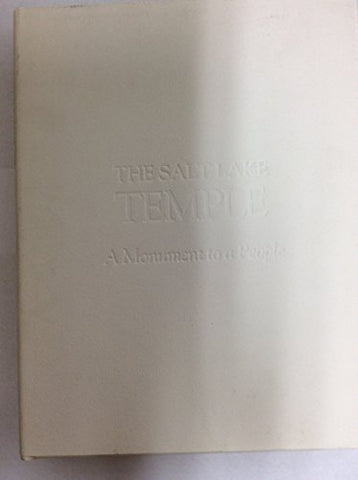 THE SALT LAKE
TEMPLE
A Monument to a People